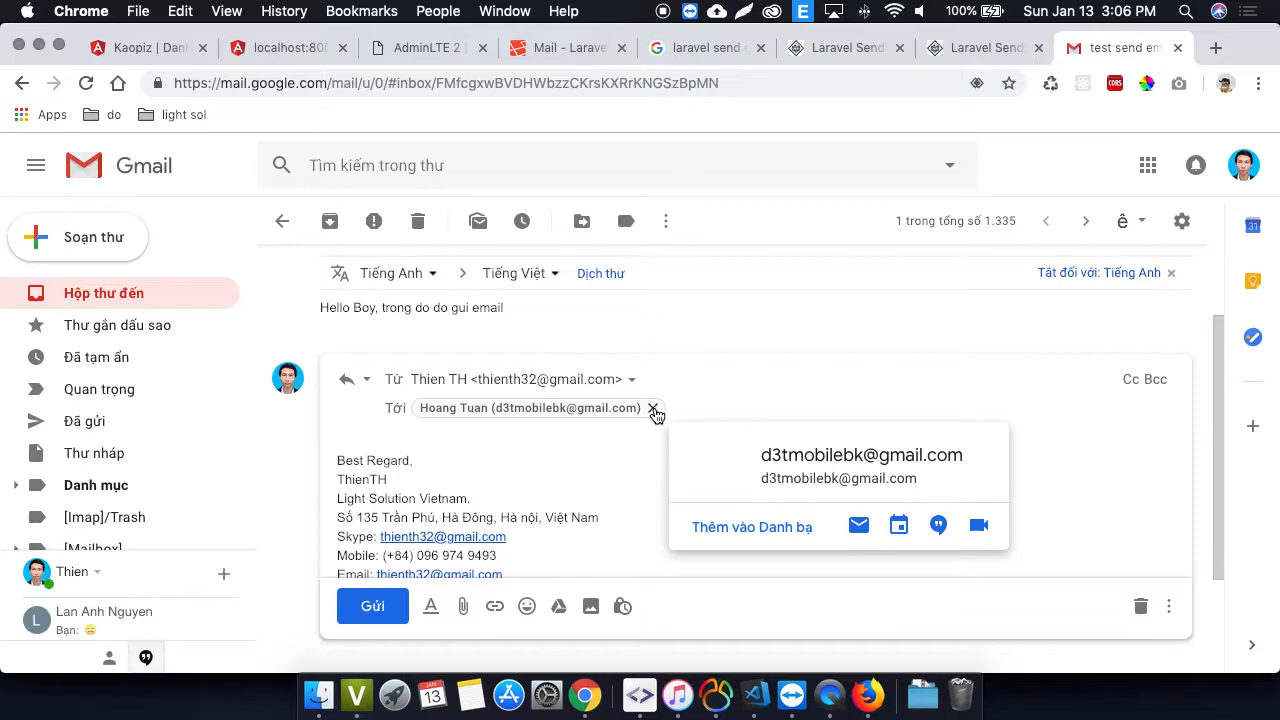 Chrome File Edit View History Bookmarks People Window Help 100% Sun Jan 13 3:06 PM
Kaopiz | Danl localhost:800 AdminLTE 2 | Mail - Larave laravel send e Laravel Send Laravel Send test send em
https://mail.google.com/mail/u/0/#inbox/FMfcgxwBVDHWbzzCKrsKXRrKNGSzBpMN
CORS
Apps do light sol
Gmail
Tìm kiếm trong thư
Soạn thư
1 trong tổng số 1.335
ê
31
Tiếng Anh Tiếng Việt Dịch thư Tắt đối với: Tiếng Anh
Hộp thư đến
Hello Boy, trong do do gui email
Thư gắn dấu sao
Đã tạm ẩn
Quan trọng
Đã gửi
Thư nháp
Danh mục
[Imap]/Trash
[Mailbox]
Từ Thien TH <thienth32@gmail.com>
Cc Bcc
Tới Hoang Tuan (d3tmobilebk@gmail.com)
d3tmobilebk@gmail.com
d3tmobilebk@gmail.com
Thêm vào Danh bạ
Best Regard,
ThienTH
Light Solution Vietnam.
Số 135 Trần Phú, Hà Đông, Hà nội, Việt Nam
Skype: thienth32@gmail.com
Mobile: (+84) 096 974 9493
Email: thienth32@gmail.com
Gửi
Thien
L
Lan Anh Nguyen
Bạn: 😑
JAN
13